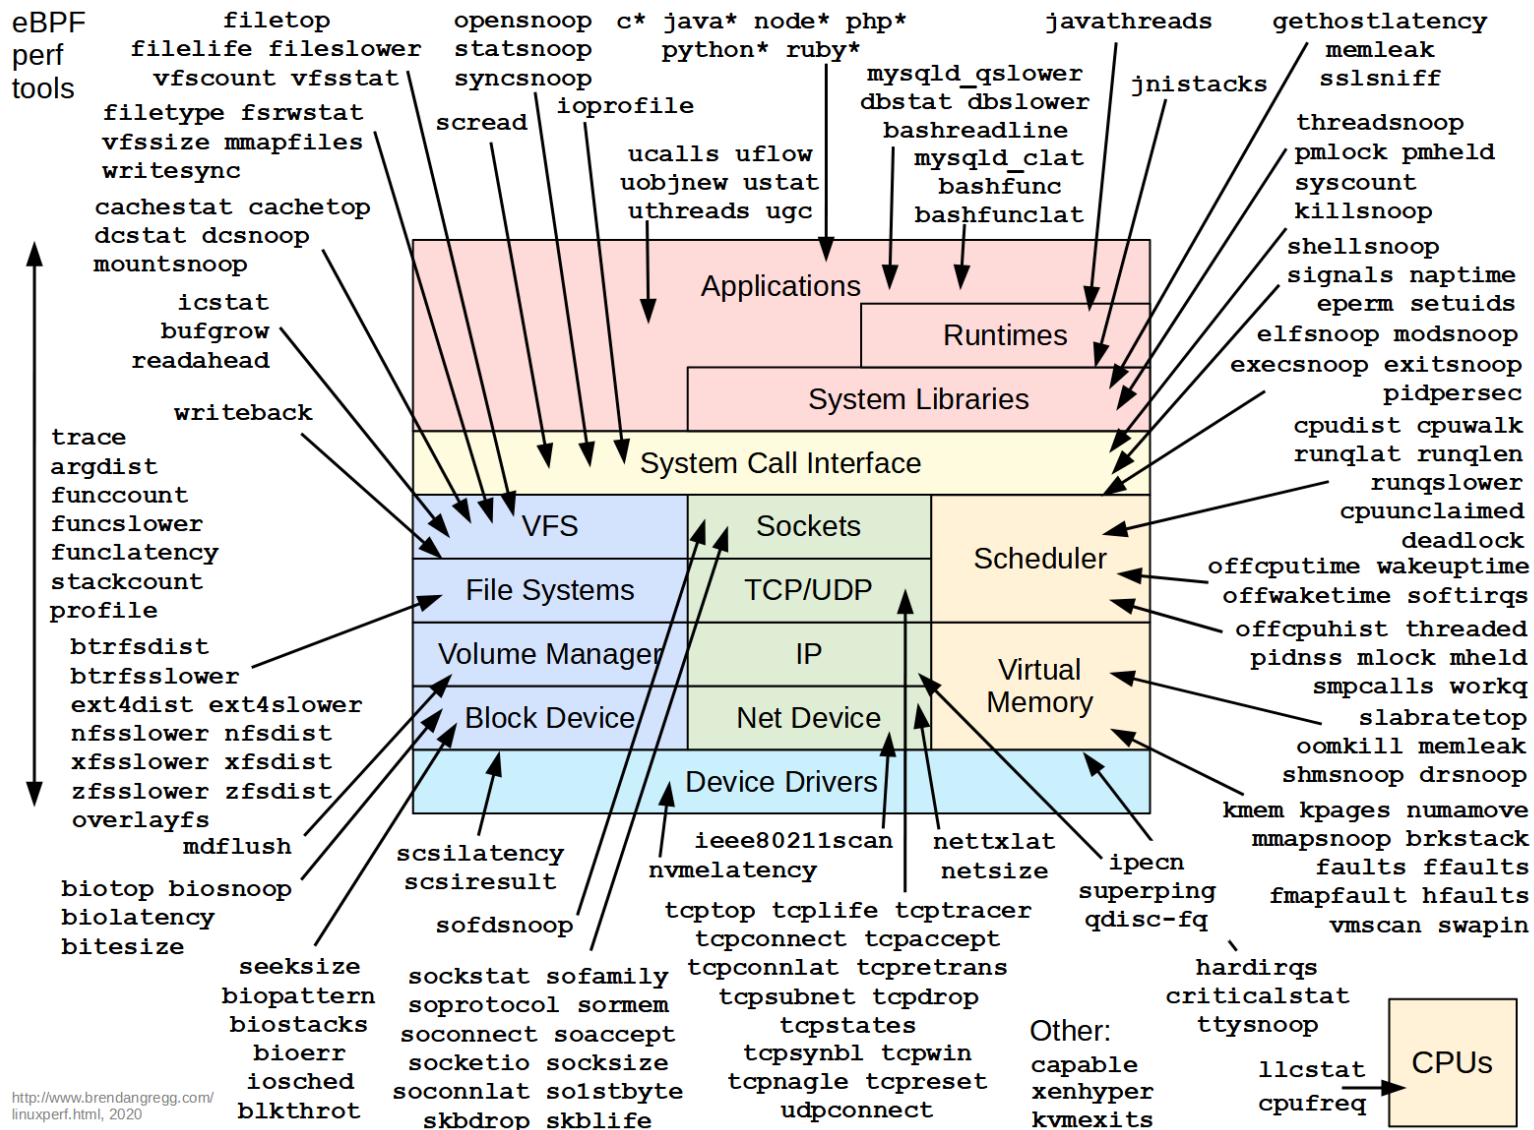 eBPF
perf
tools
filetop
filelife fileslower
vfscount vfsstat
opensnoop
statsnoop
syncsnoop
c* java* node* php*
python* ruby*
javathreads
gethostlatency
memleak
sslsniff
filetype fsrwstat
vfssize mmapfiles
writesync
scread
ioprofile
mysqld_qslower
dbstat dbslower
bashreadline
mysqld_clat
bashfunc
bashfunclat
jnistacks
threadsnoop
pmlock pmheld
syscount
killsnoop
ucalls uflow
uobjnew ustat
uthreads ugc
cachestat cachetop
dcstat dcsnoop
mountsnoop
shellsnoop
signals naptime
eperm setuids
icstat
bufgrow
readahead
elfsnoop modsnoop
execsnoop exitsnoop
pidpersec
writeback
trace
argdist
funccount
funcslower
funclatency
stackcount
profile
cpudist cpuwalk
runqlat runqlen
runqslower
cpuunclaimed
deadlock
offcputime wakeuptime
offwaketime softirqs
Applications
Runtimes
System Libraries
System Call Interface
VFS
Sockets
Scheduler
File Systems
TCP/UDP
Volume Manager
IP
Virtual
Memory
Block Device
Net Device
Device Drivers
offcpuhist threaded
pidnss mlock mheld
smpcalls workq
btrfsdist
btrfsslower
ext4dist ext4slower
nfsslower nfsdist
xfsslower xfsdist
zfsslower zfsdist
overlayfs
slabratetop
oomkill memleak
shmsnoop drsnoop
mdflush
kmem kpages numamove
mmapsnoop brkstack
faults ffaults
fmapfault hfaults
vmscan swapin
scsilatency
scsiresult
nvmelatency
ieee80211scan
nettxlat
netsize
ipecn
superping
qdisc-fq
biotop biosnoop
biolatency
bitesize
sofdsnoop
tcptop tcplife tcptracer
tcpconnect tcpaccept
tcpconnlat tcpretrans
tcpsubnet tcpdrop
tcpstates
tcpsynbl tcpwin
tcpnagle tcpreset
udpconnect
seeksize
biopattern
biostacks
bioerr
iosched
blkthrot
sockstat sofamily
soprotocol sormem
soconnect soaccept
socketio socksize
soconnlat so1stbyte
skbdrop skblife
hardirqs
criticalstat
ttysnoop
Other:
capable
xenhyper
kvmexits
llcstat
cpufreq
CPUs
http://www.brendangregg.com/
linuxperf.html, 2020